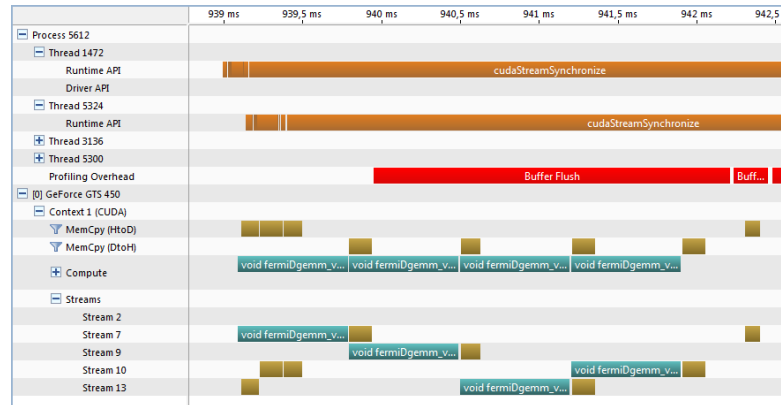 939 ms 939,5 ms 940 ms 940,5 ms 941 ms 941,5 ms 942 ms 942,5
Process 5612
Thread 1472
Runtime API cudaStreamSynchronize
Driver API
Thread 5324
Runtime API cudaStreamSynchronize
Thread 3136
Thread 5300
Profiling Overhead Buffer Flush Buff...
[0] GeForce GTS 450
Context 1 (CUDA)
MemCpy (HtoD)
MemCpy (DtoH)
Compute void fermiDgemm_v... void fermiDgemm_v... void fermiDgemm_v... void fermiDgemm_v... void fermiDgemm_v...
Streams
Stream 2
Stream 7 void fermiDgemm_v...
Stream 9 void fermiDgemm_v...
Stream 10 void fermiDgemm_v...
Stream 13 void fermiDgemm_v...